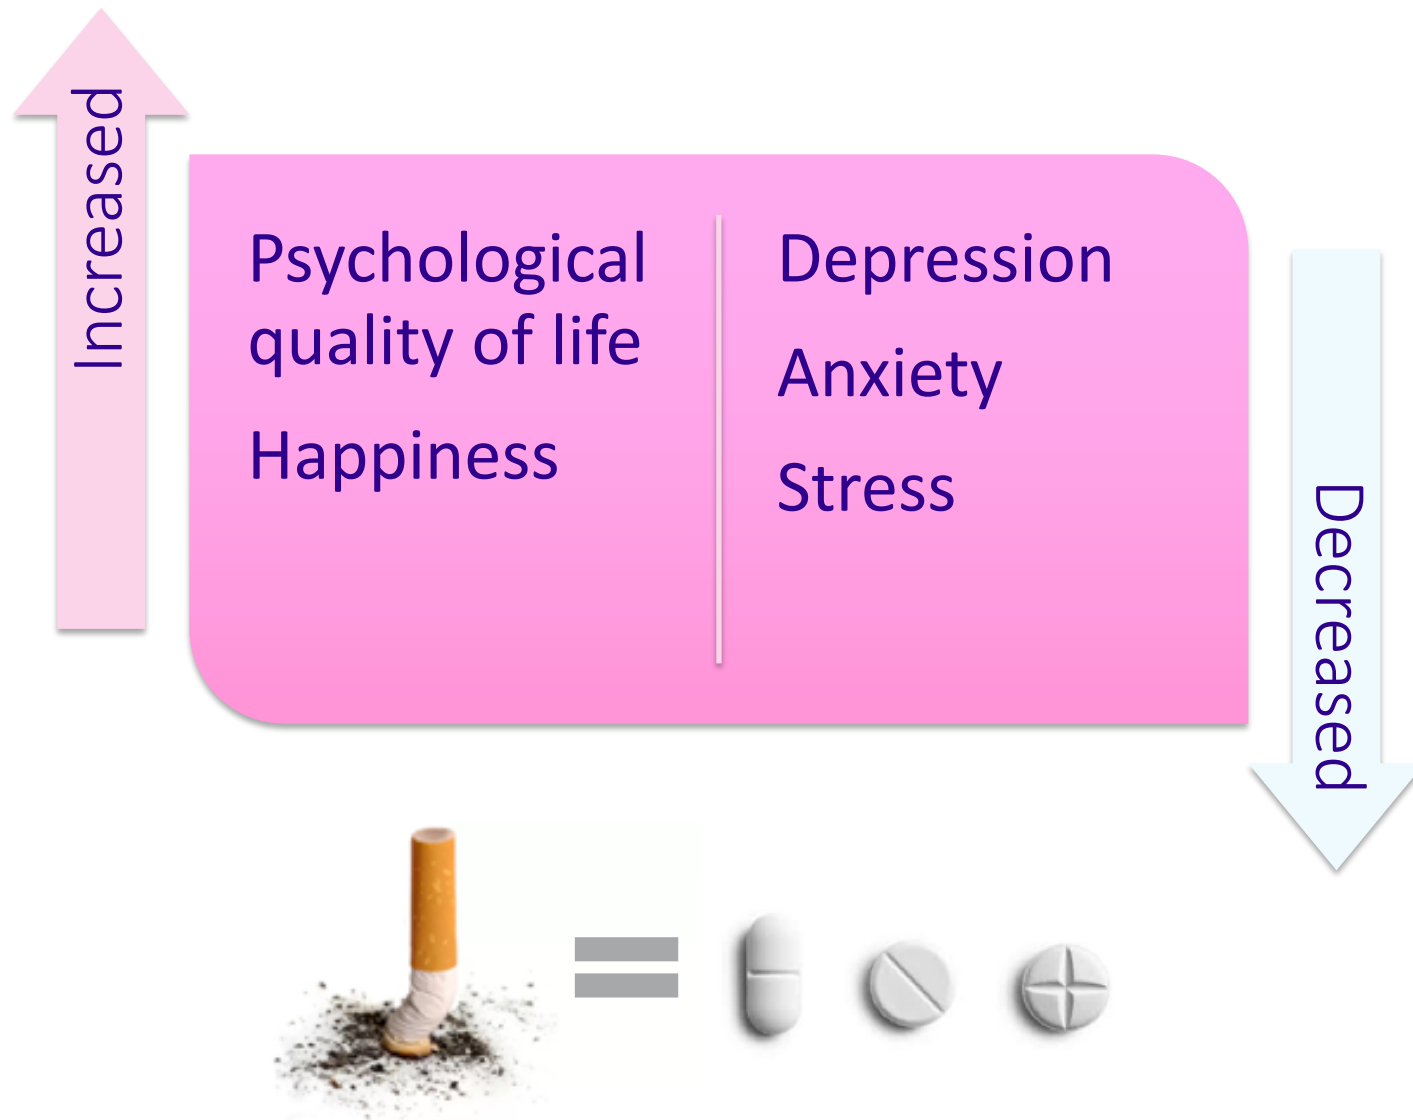 Increased
Psychological
quality of life
Happiness
Depression
Anxiety
Stress
Decreased